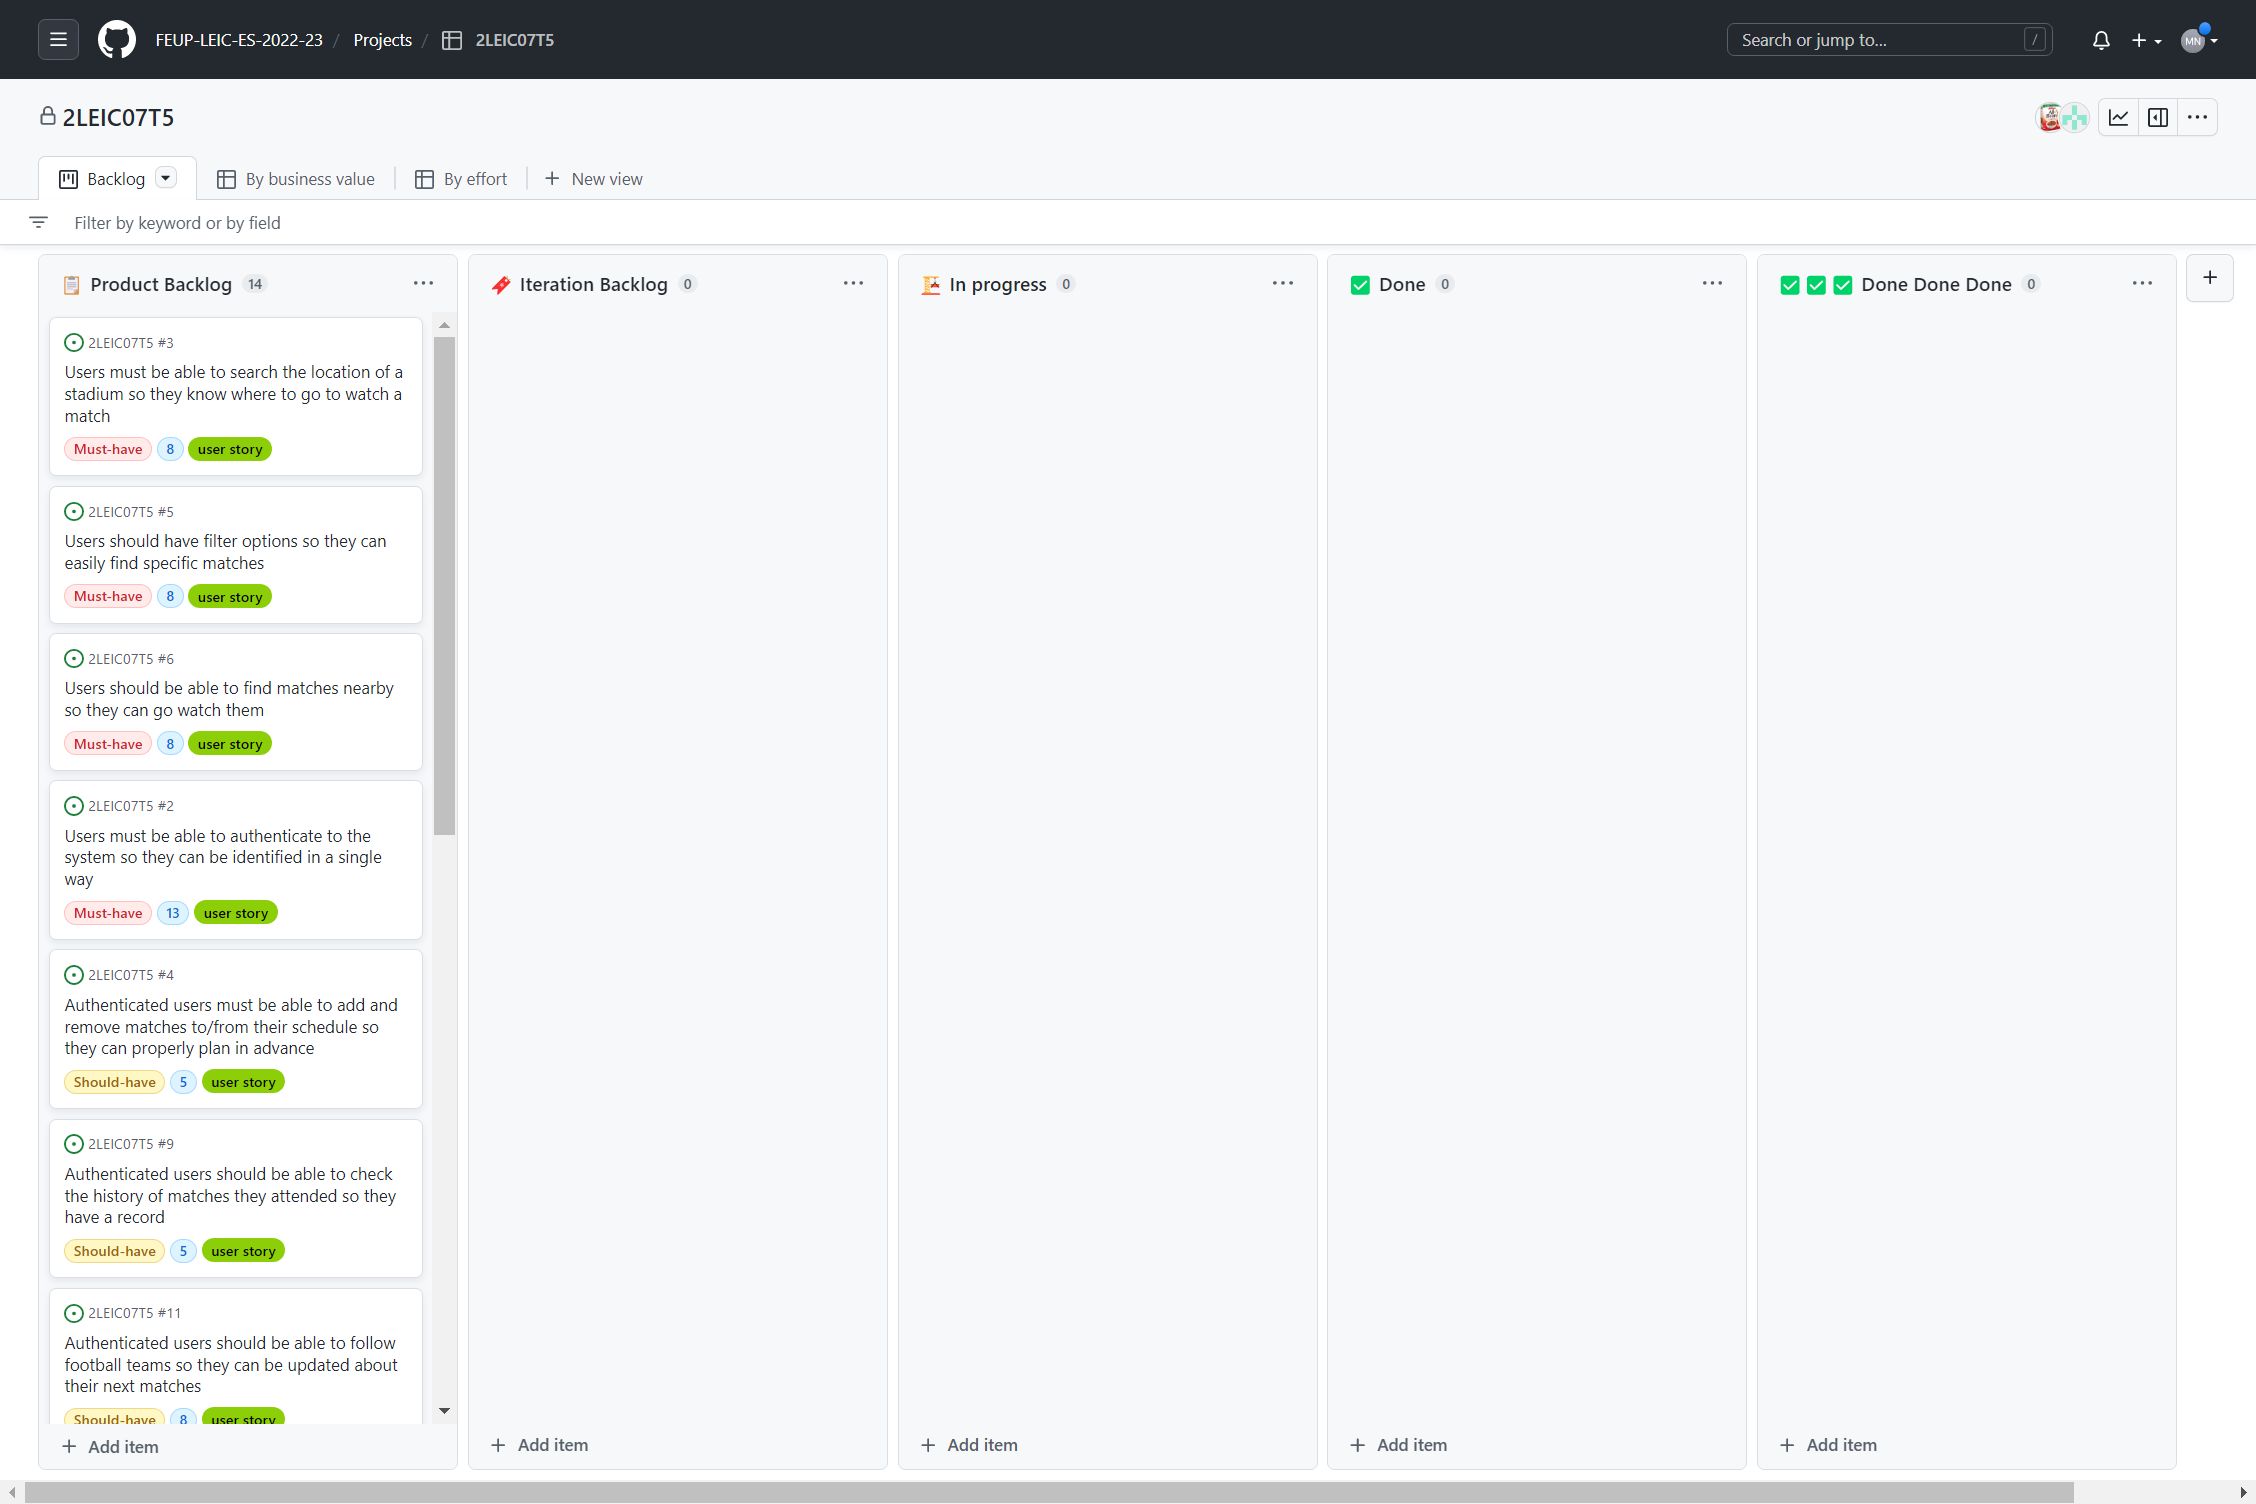 FEUP-LEIC-ES-2022-23 / Projects / 2LEIC07T5
Search or jump to... /
MN
2LEIC07T5
Backlog
By business value
By effort
New view
Filter by keyword or by field
Product Backlog 14
2LEIC07T5 #3
Users must be able to search the location of a
stadium so they know where to go to watch a
match
Must-have 8 user story
2LEIC07T5 #5
Users should have filter options so they can
easily find specific matches
Must-have 8 user story
2LEIC07T5 #6
Users should be able to find matches nearby
so they can go watch them
Must-have 8 user story
2LEIC07T5 #2
Users must be able to authenticate to the
system so they can be identified in a single
way
Must-have 13 user story
2LEIC07T5 #4
Authenticated users must be able to add and
remove matches to/from their schedule so
they can properly plan in advance
Should-have 5 user story
2LEIC07T5 #9
Authenticated users should be able to check
the history of matches they attended so they
have a record
Should-have 5 user story
2LEIC07T5 #11
Authenticated users should be able to follow
football teams so they can be updated about
their next matches
Should-have 8 user story
Add item
Iteration Backlog 0
Add item
In progress 0
Add item
Done 0
Add item
Done Done Done 0
Add item